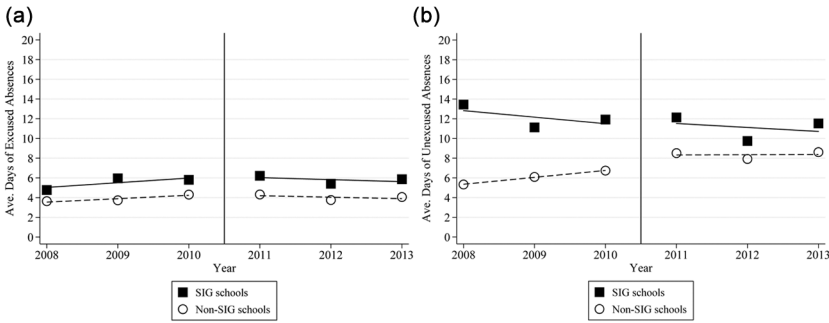 (a)
Ave. Days of Excused Absences
20
18
16
14
12
10
8
6
4
2
0
2008 2009 2010 2011 2012 2013
Year
SIG schools
Non-SIG schools
(b)
Ave. Days of Unexcused Absences
20
18
16
14
12
10
8
6
4
2
0
2008 2009 2010 2011 2012 2013
Year
SIG schools
Non-SIG schools